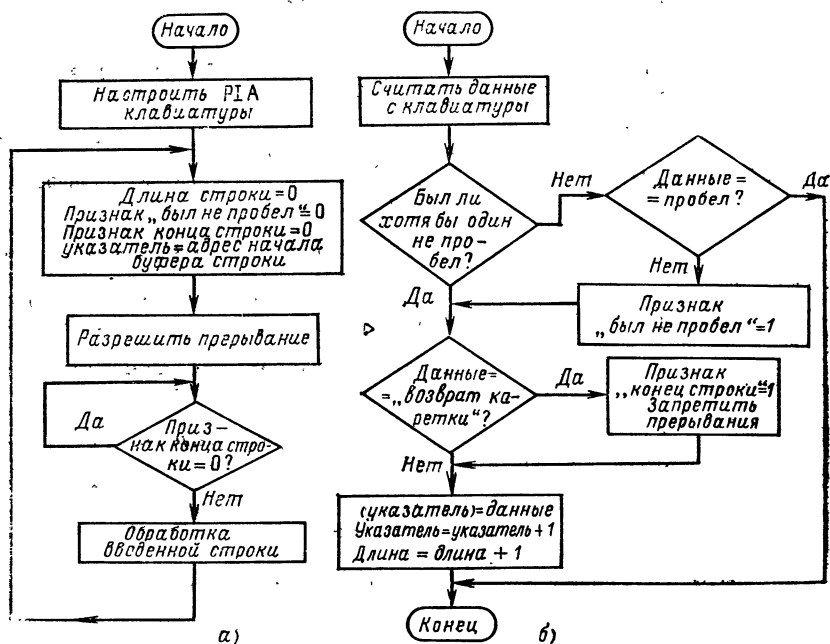 Начало
Настроить PIA
клавиатуры
Длина строки=0
Признак „был не пробел“=0
Признак конца строки=0
указатель=адрес начала
буфера строки
Разрешить прерывание
Да
Приз-
нак конца стро-
ки=0?
Нет
Обработка
введенной строки
а)
Начало
Считать данные
с клавиатуры
Был ли
хотя бы один
не про-
бел?
Нет
Данные=
=пробел?
Да
Нет
Признак
„был не пробел“=1
Да
Данные=
=„возврат ка-
ретки“?
Да
Признак
„конец строки“=1
Запретить
прерывания
Нет
(указатель)=данные
Указатель=указатель+1
Длина = длина + 1
Конец
б)